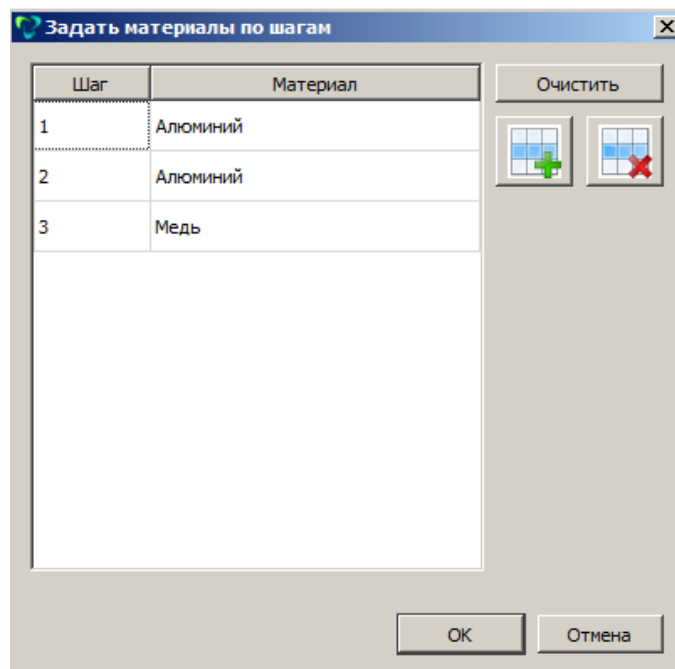 Задать материалы по шагам
Шаг Материал Очистить
1 Алюминий
2 Алюминий
3 Медь
OK Отмена